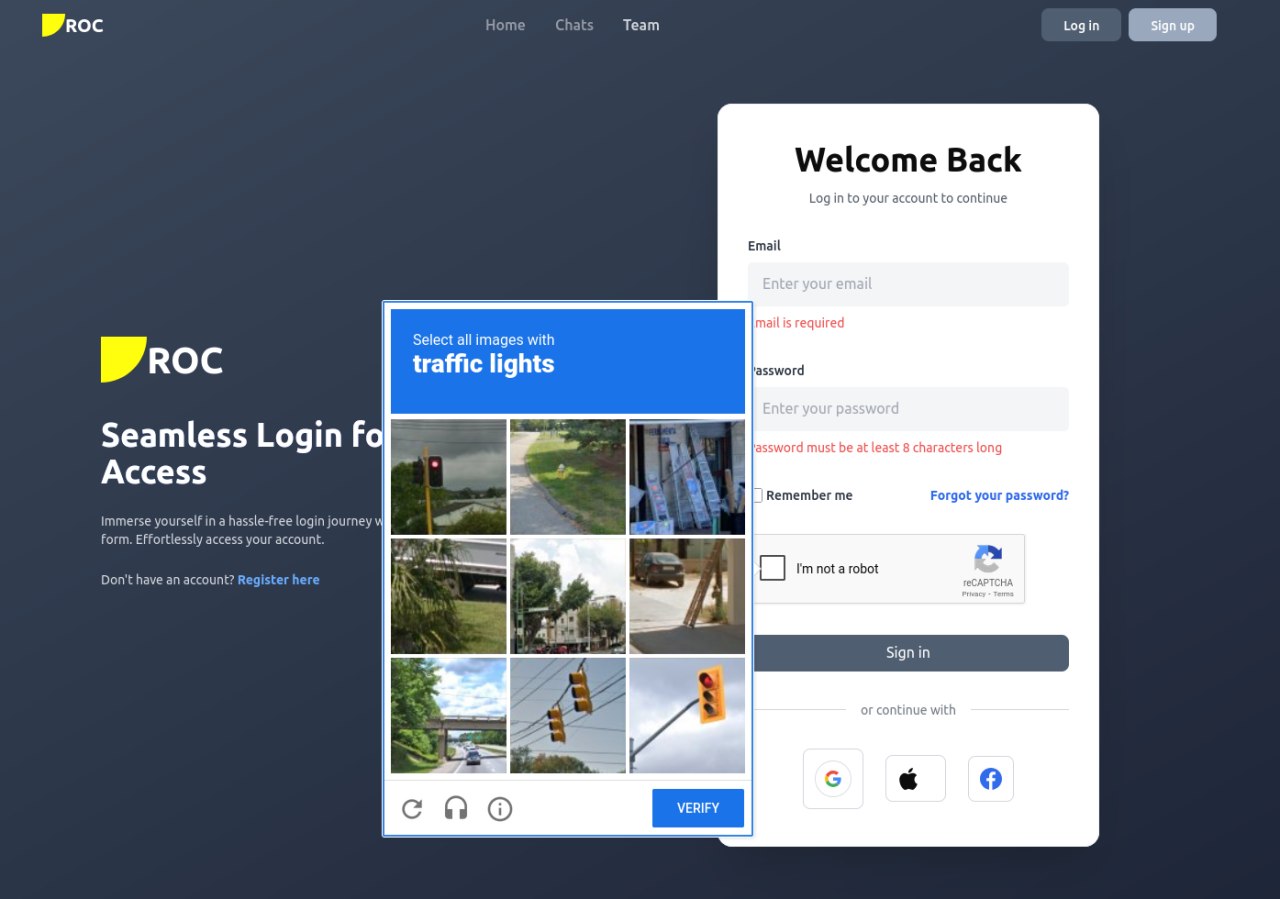 ROC
Home
Chats
Team
Log in
Sign up
Welcome Back
Log in to your account to continue
Email
Enter your email
mail is required
Password
Enter your password
assword must be at least 8 characters long
Remember me
Forgot your password?
I'm not a robot
reCAPTCHA
Privacy - Terms
Sign in
or continue with
ROC
Seamless Login fo
Access
Immerse yourself in a hassle-free login journey w
form. Effortlessly access your account.
Don't have an account? Register here
Select all images with
traffic lights
VERIFY